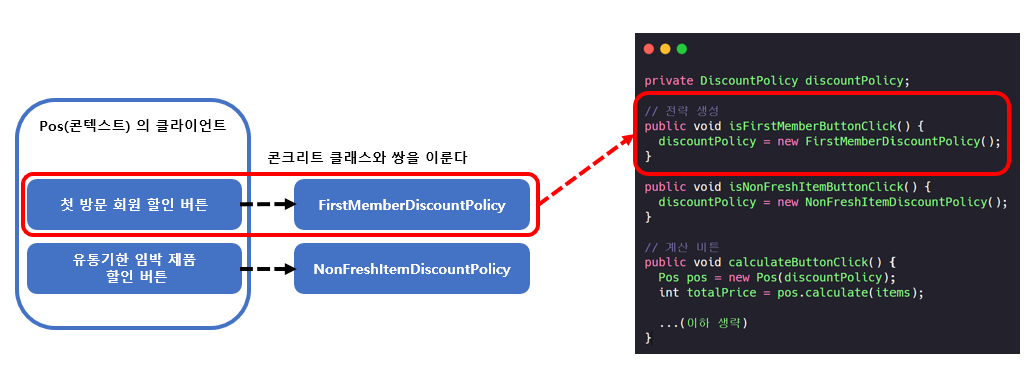 Pos(콘텍스트) 의 클라이언트
콘크리트 클래스와 쌍을 이룬다
첫 방문 회원 할인 버튼
FirstMemberDiscountPolicy
유통기한 임박 제품
할인 버튼
NonFreshItemDiscountPolicy
private DiscountPolicy discountPolicy;
// 전략 생성
public void isFirstMemberButtonClick() {
discountPolicy = new FirstMemberDiscountPolicy();
}
public void isNonFreshItemButtonClick() {
discountPolicy = new NonFreshItemDiscountPolicy();
}
// 계산 버튼
public void calculateButtonClick() {
Pos pos = new Pos(discountPolicy);
int totalPrice = pos.calculate(items);
...(이하 생략)
}